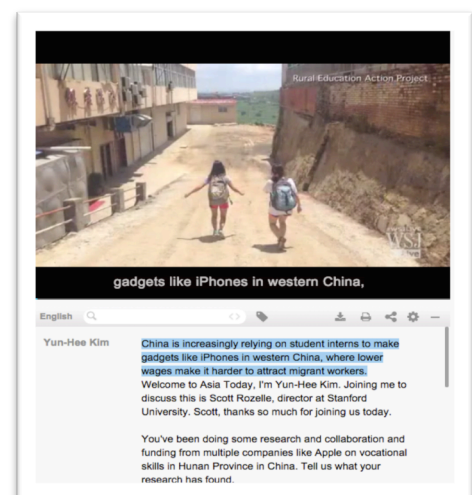 Rural Education Action Project
WSJ
Live
gadgets like iPhones in western China,
English
Yun-Hee Kim
China is increasingly relying on student interns to make
gadgets like iPhones in western China, where lower
wages make it harder to attract migrant workers.
Welcome to Asia Today, I'm Yun-Hee Kim. Joining me to
discuss this is Scott Rozelle, director at Stanford
University. Scott, thanks so much for joining us today.
You've been doing some research and collaboration and
funding from multiple companies like Apple on vocational
skills in Hunan Province in China. Tell us what your
research has found.